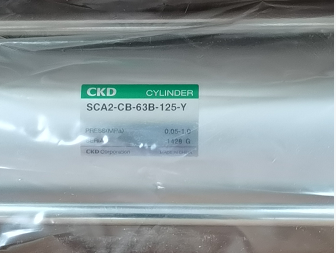 CKD CYLINDER
SCA2-CB-63B-125-Y
0.05-1.0
CKD Corporation